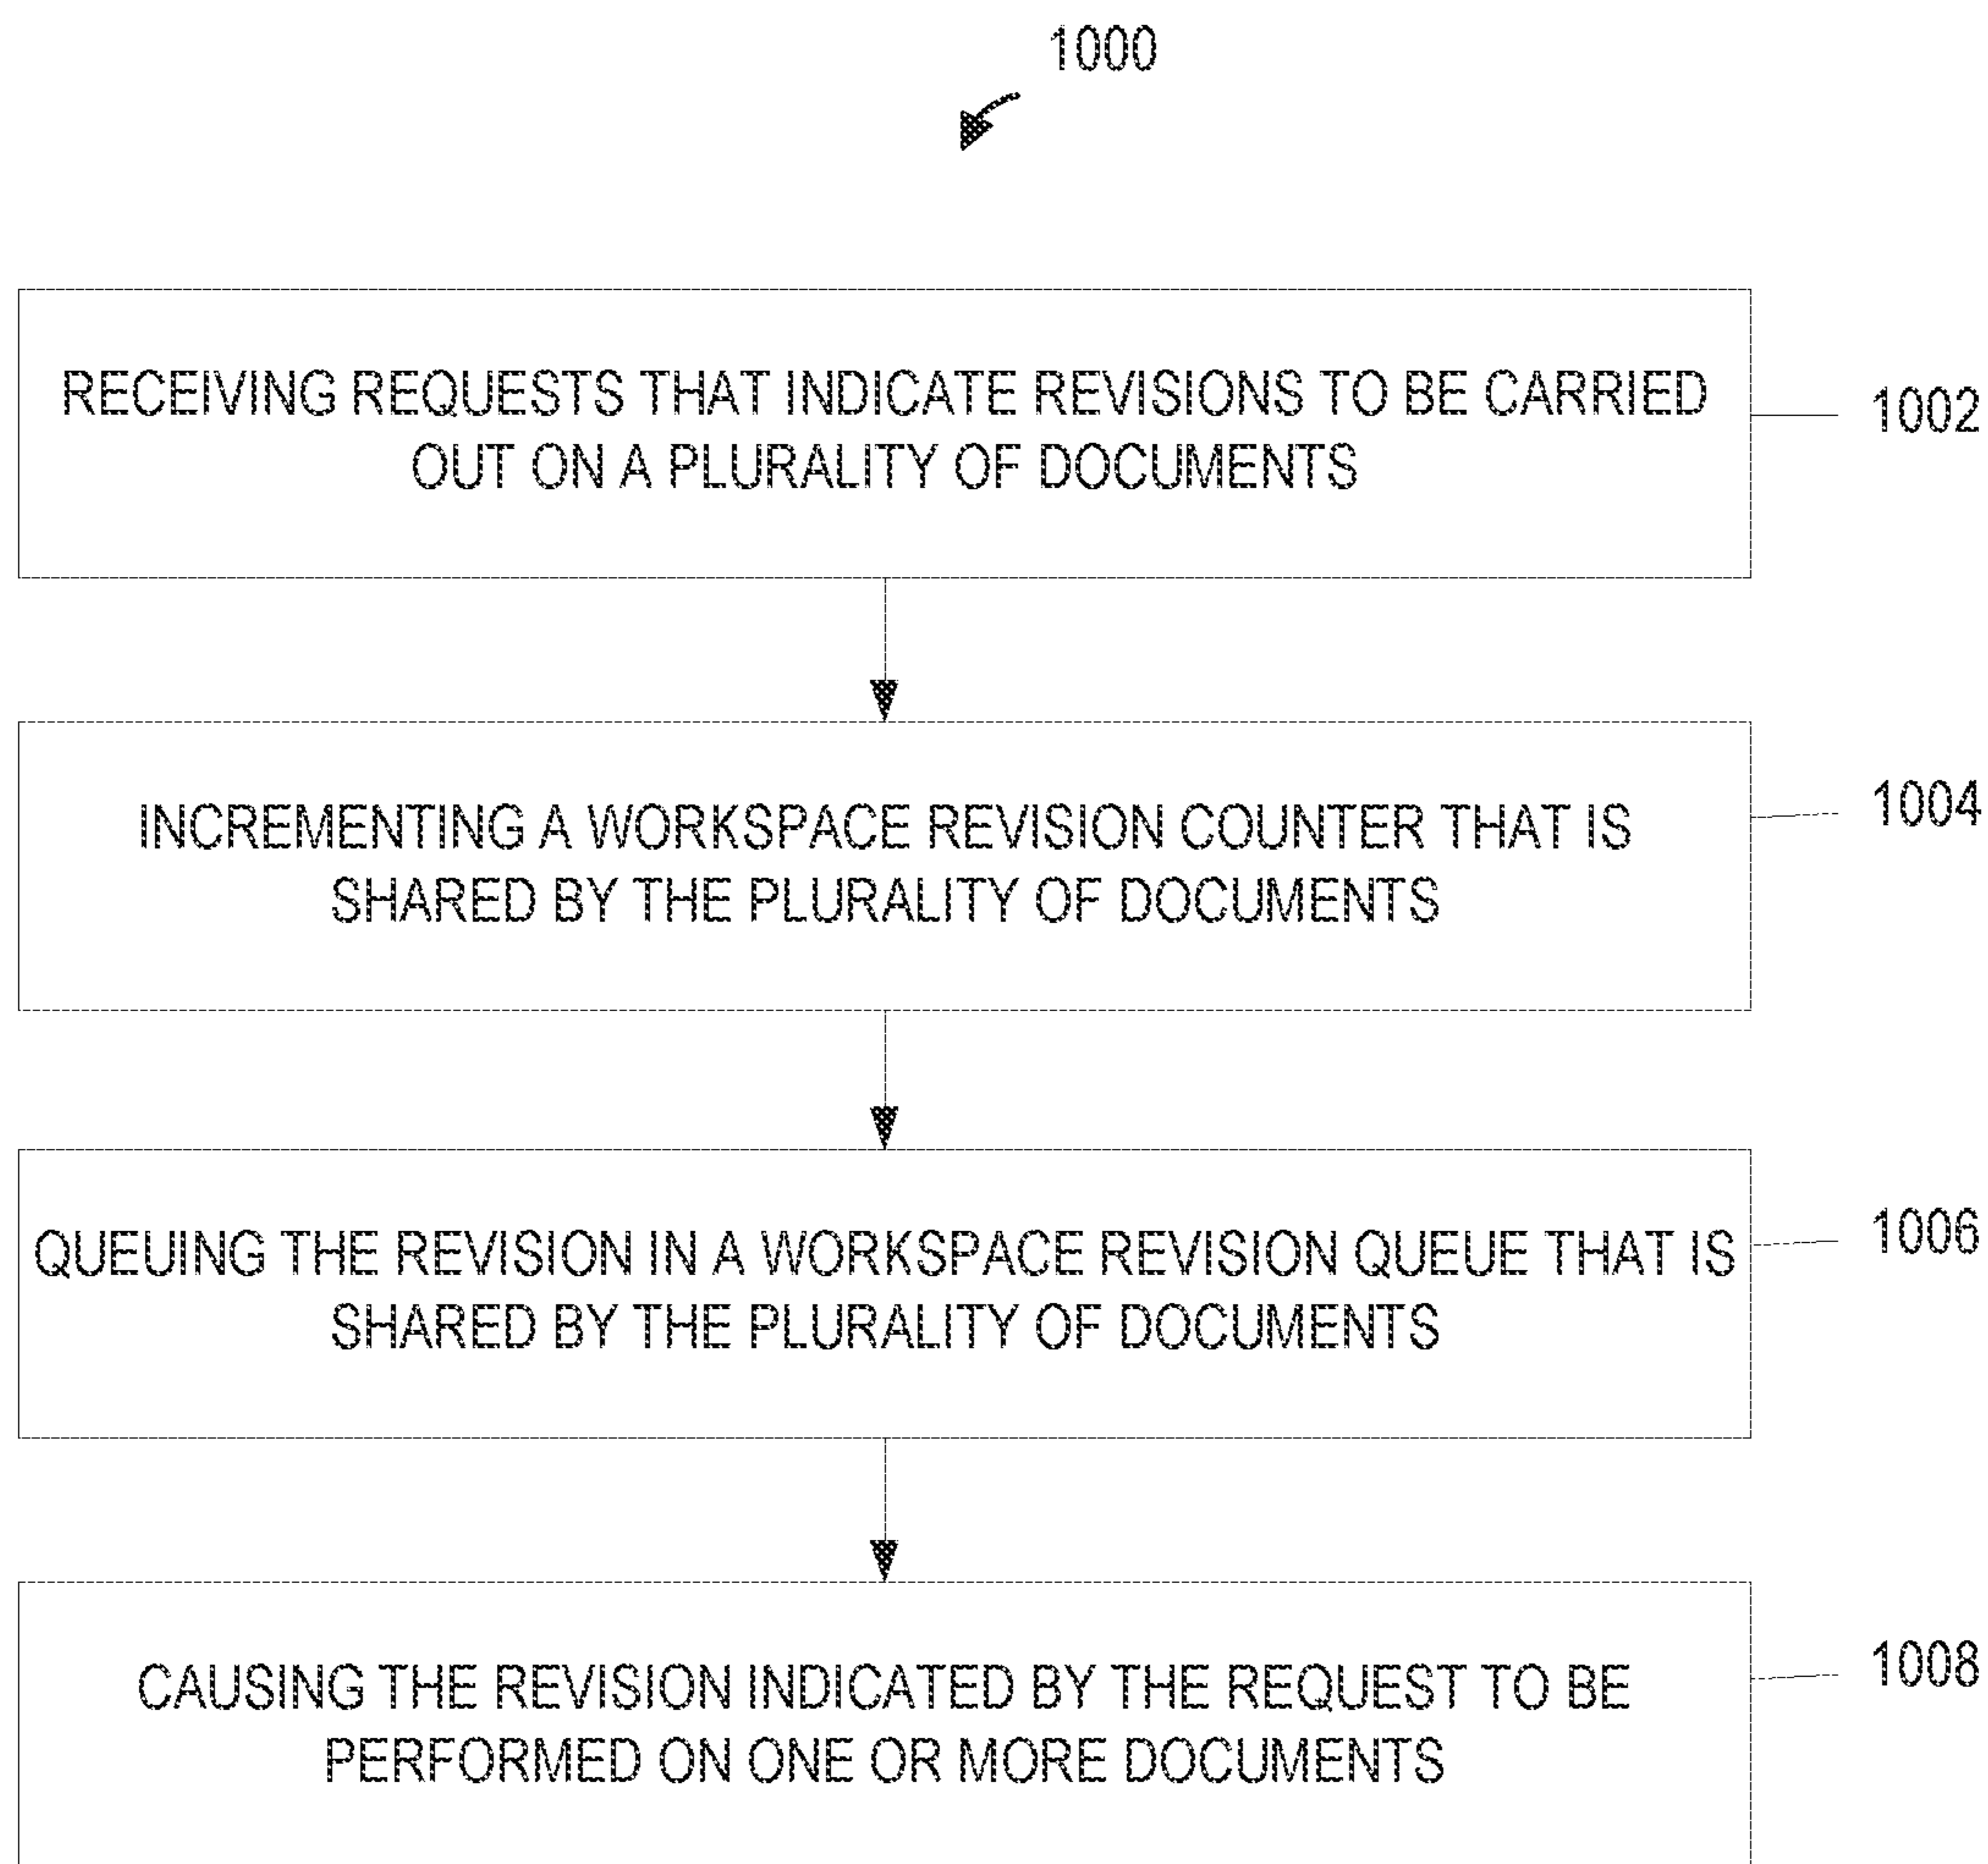 1000
RECEIVING REQUESTS THAT INDICATE REVISIONS TO BE CARRIED
OUT ON A PLURALITY OF DOCUMENTS
1002
INCREMENTING A WORKSPACE REVISION COUNTER THAT IS
SHARED BY THE PLURALITY OF DOCUMENTS
1004
QUEUING THE REVISION IN A WORKSPACE REVISION QUEUE THAT IS
SHARED BY THE PLURALITY OF DOCUMENTS
1006
CAUSING THE REVISION INDICATED BY THE REQUEST TO BE
PERFORMED ON ONE OR MORE DOCUMENTS
1008